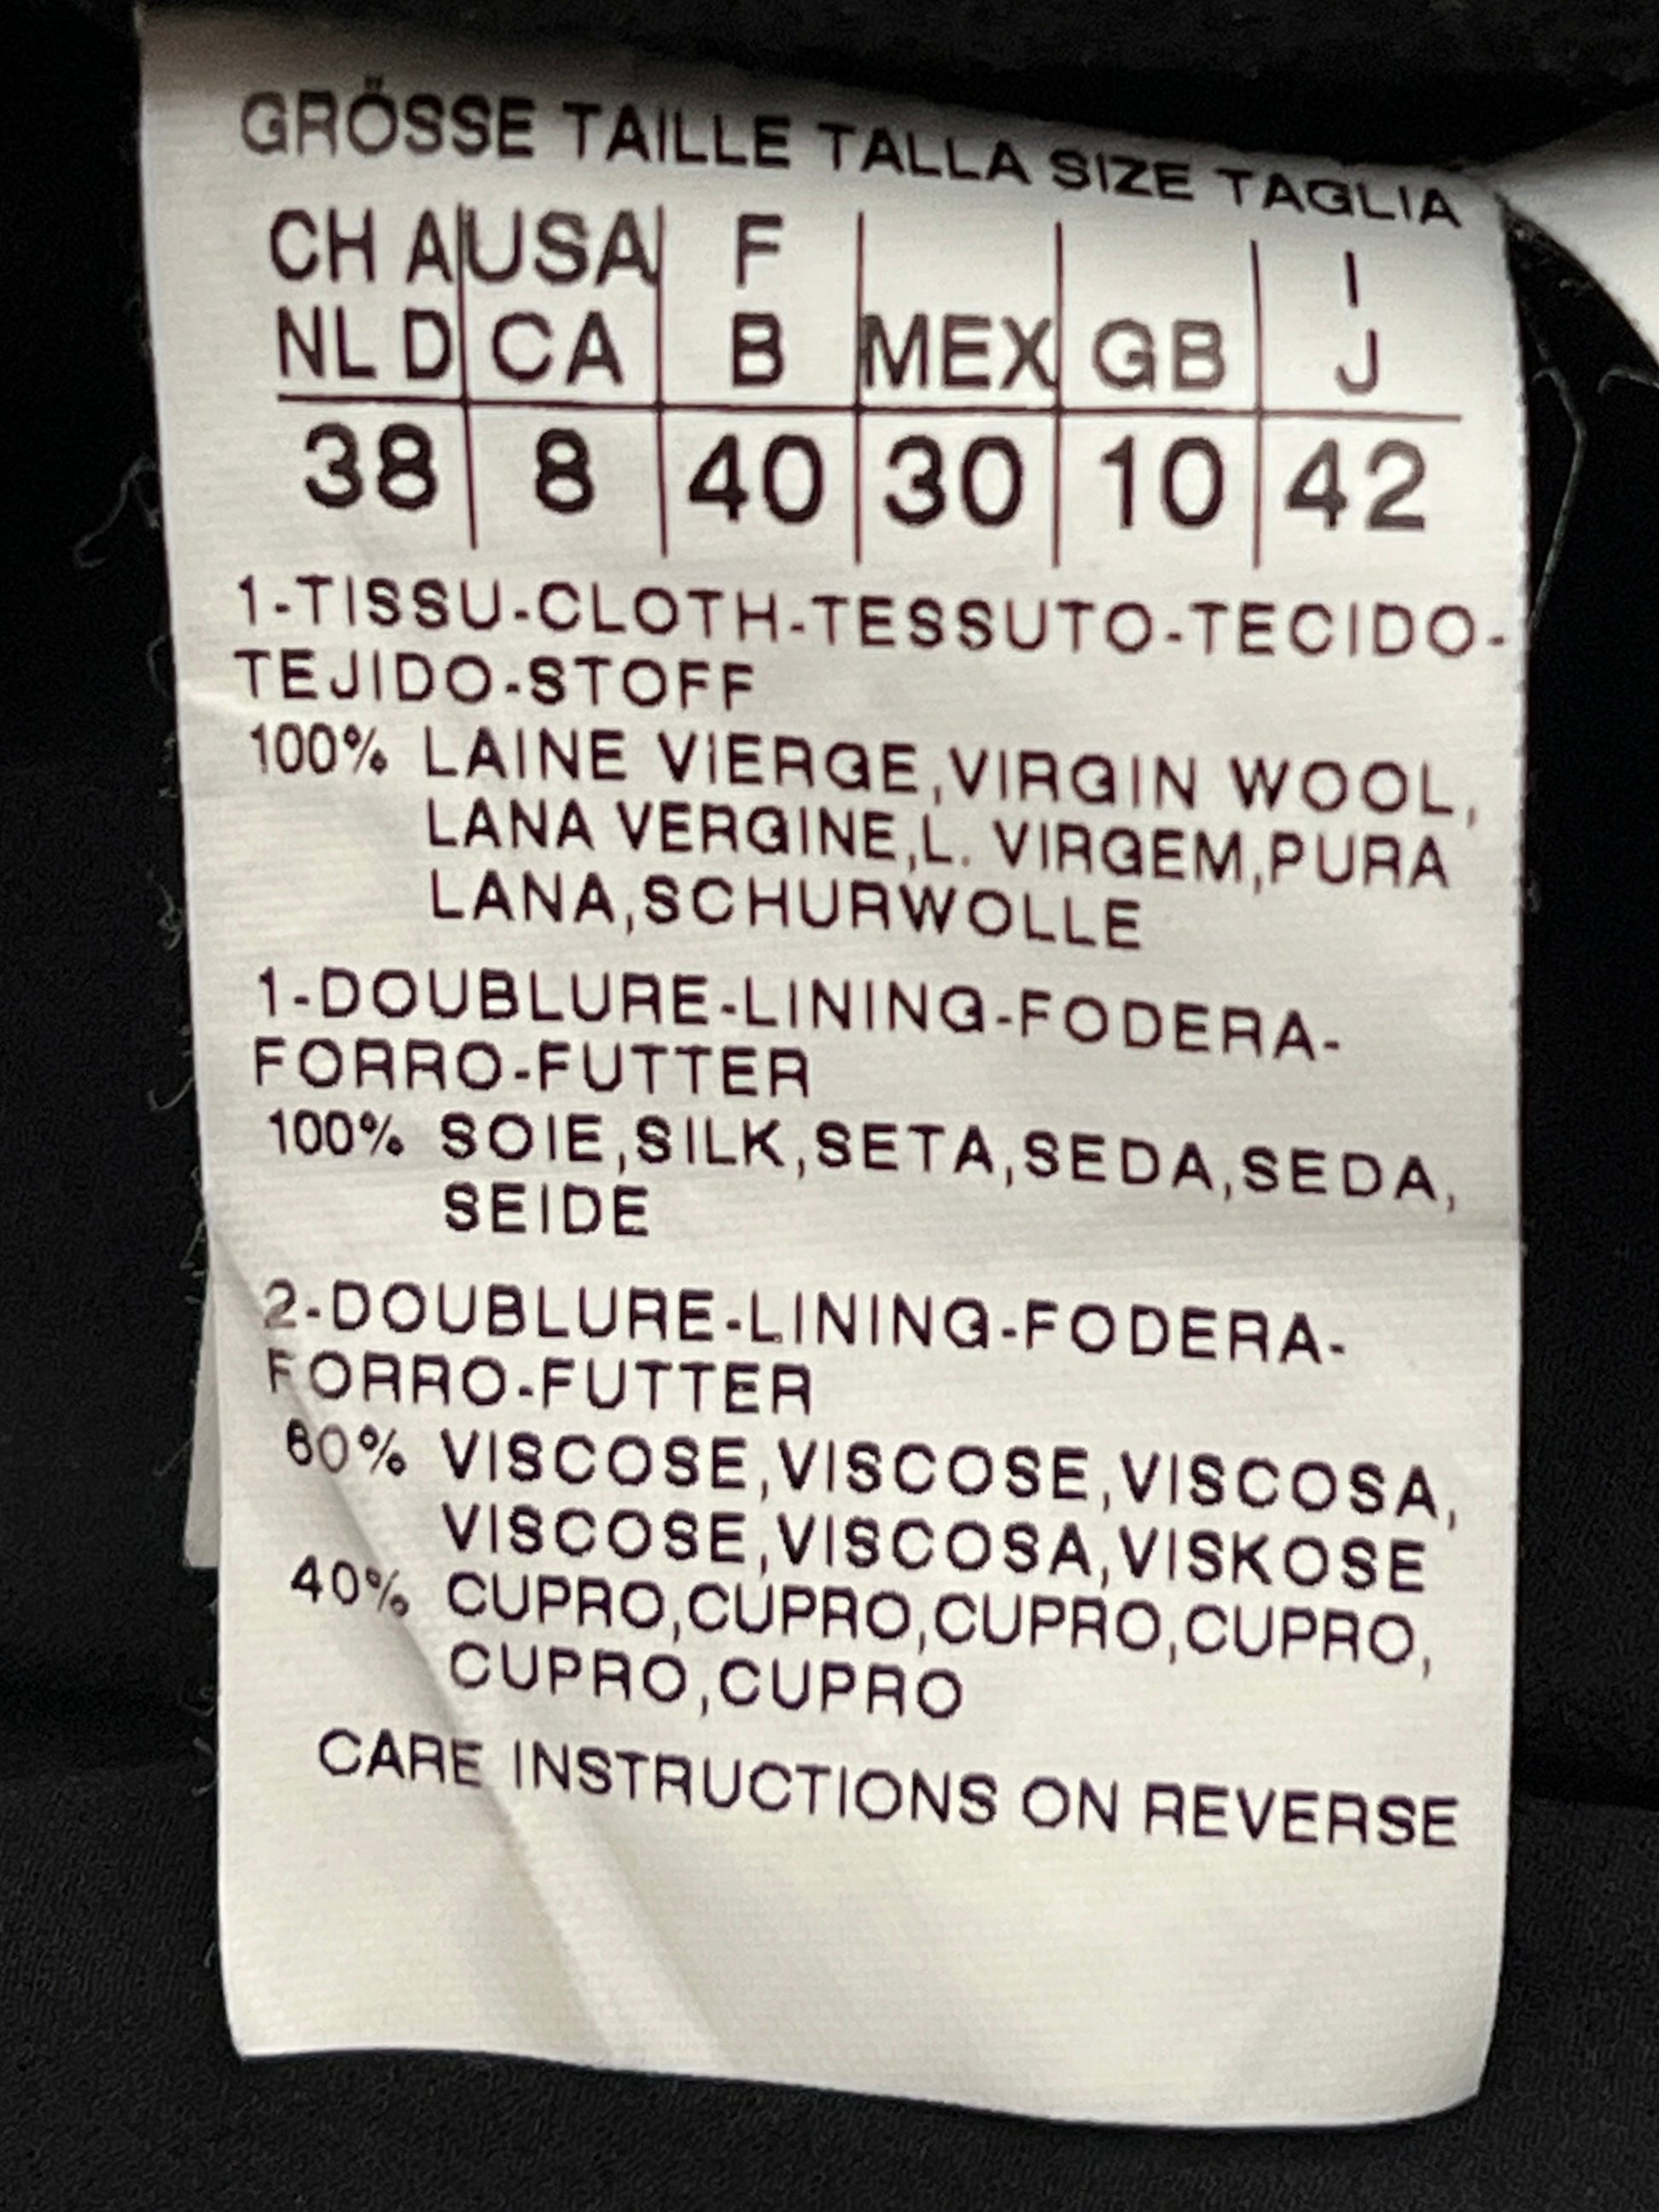 GRÖSSE TAILLE TALLA SIZE TAGLIA
CH A USA F I
NL D CA B MEX GB J
38 8 40 30 10 42
1-TISSU-CLOTH-TESSUTO-TECIDO-
TEJIDO-STOFF
100% LAINE VIERGE,VIRGIN WOOL,
LANA VERGINE,L. VIRGEM,PURA
LANA,SCHURWOLLE
1-DOUBLURE-LINING-FODERA-
FORRO-FUTTER
100% SOIE,SILK,SETA,SEDA,SEDA,
SEIDE
2-DOUBLURE-LINING-FODERA-
FORRO-FUTTER
60% VISCOSE,VISCOSE,VISCOSA,
VISCOSE,VISCOSA,VISKOSE
40% CUPRO,CUPRO,CUPRO,CUPRO,
CUPRO,CUPRO
CARE INSTRUCTIONS ON REVERSE